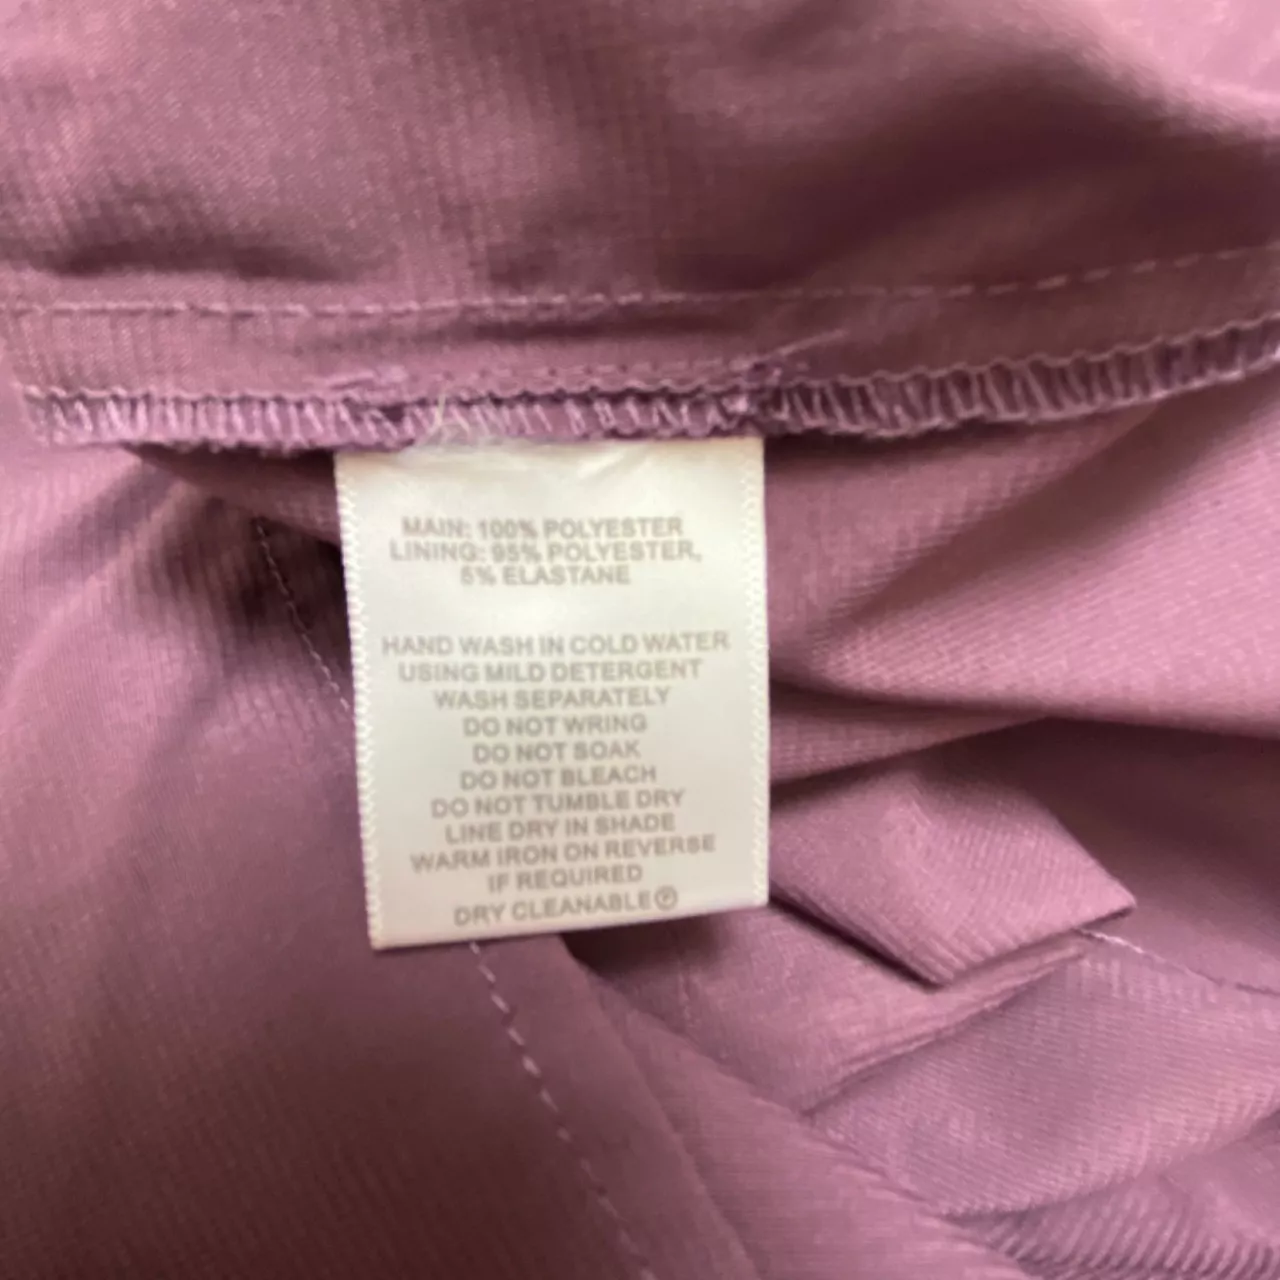 MAIN: 100% POLYESTER
LINING: 95% POLYESTER,
5% ELASTANE
HAND WASH IN COLD WATER
USING MILD DETERGENT
WASH SEPARATELY
DO NOT WRING
DO NOT SOAK
DO NOT BLEACH
DO NOT TUMBLE DRY
LINE DRY IN SHADE
WARM IRON ON REVERSE
IF REQUIRED
DRY CLEANABLE Ⓟ